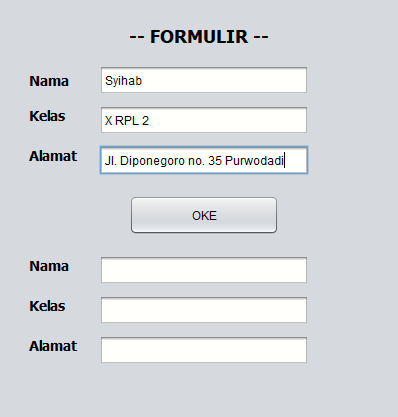 -- FORMULIR --
Nama Syihab
Kelas X RPL 2
Alamat Jl. Diponegoro no. 35 Purwodadi
OKE
Nama
Kelas
Alamat